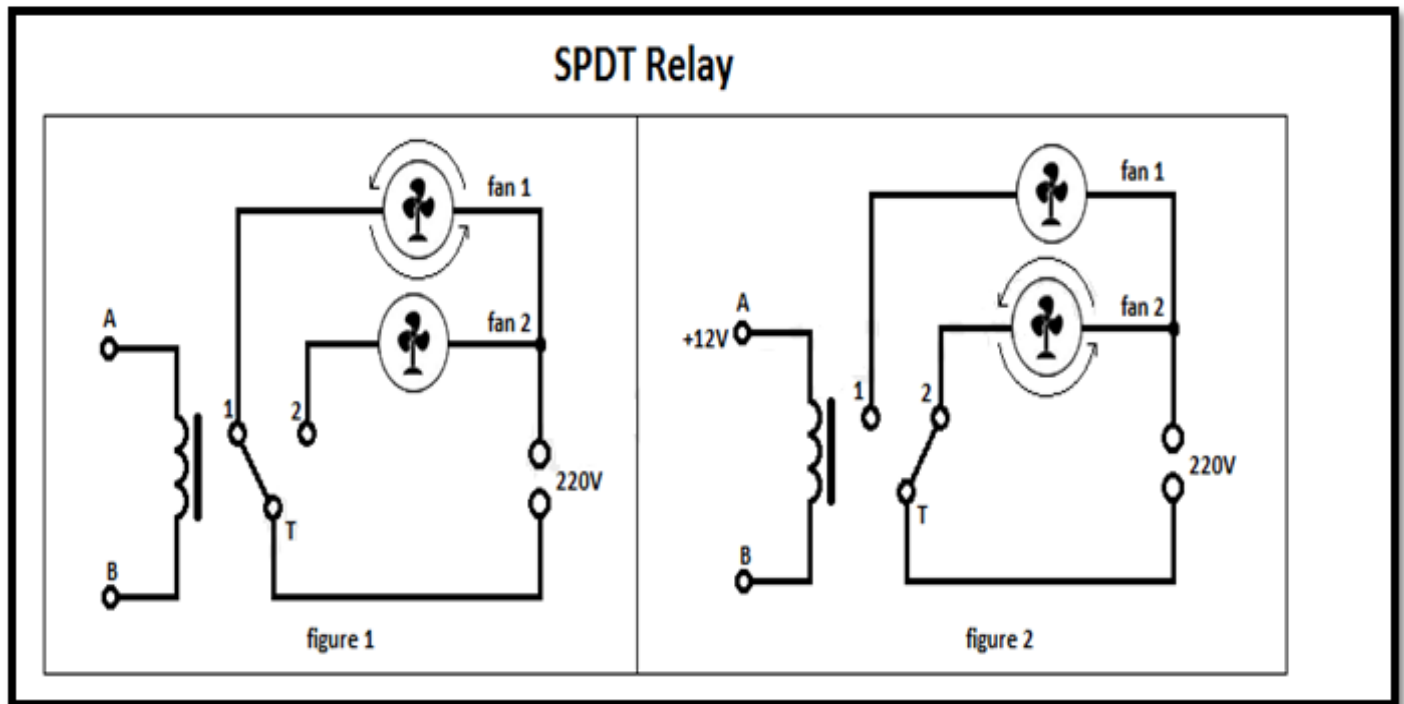 SPDT Relay
fan 1
fan 2
A
1
2
220V
T
B
figure 1
fan 1
fan 2
A
+12V
1
2
220V
T
B
figure 2